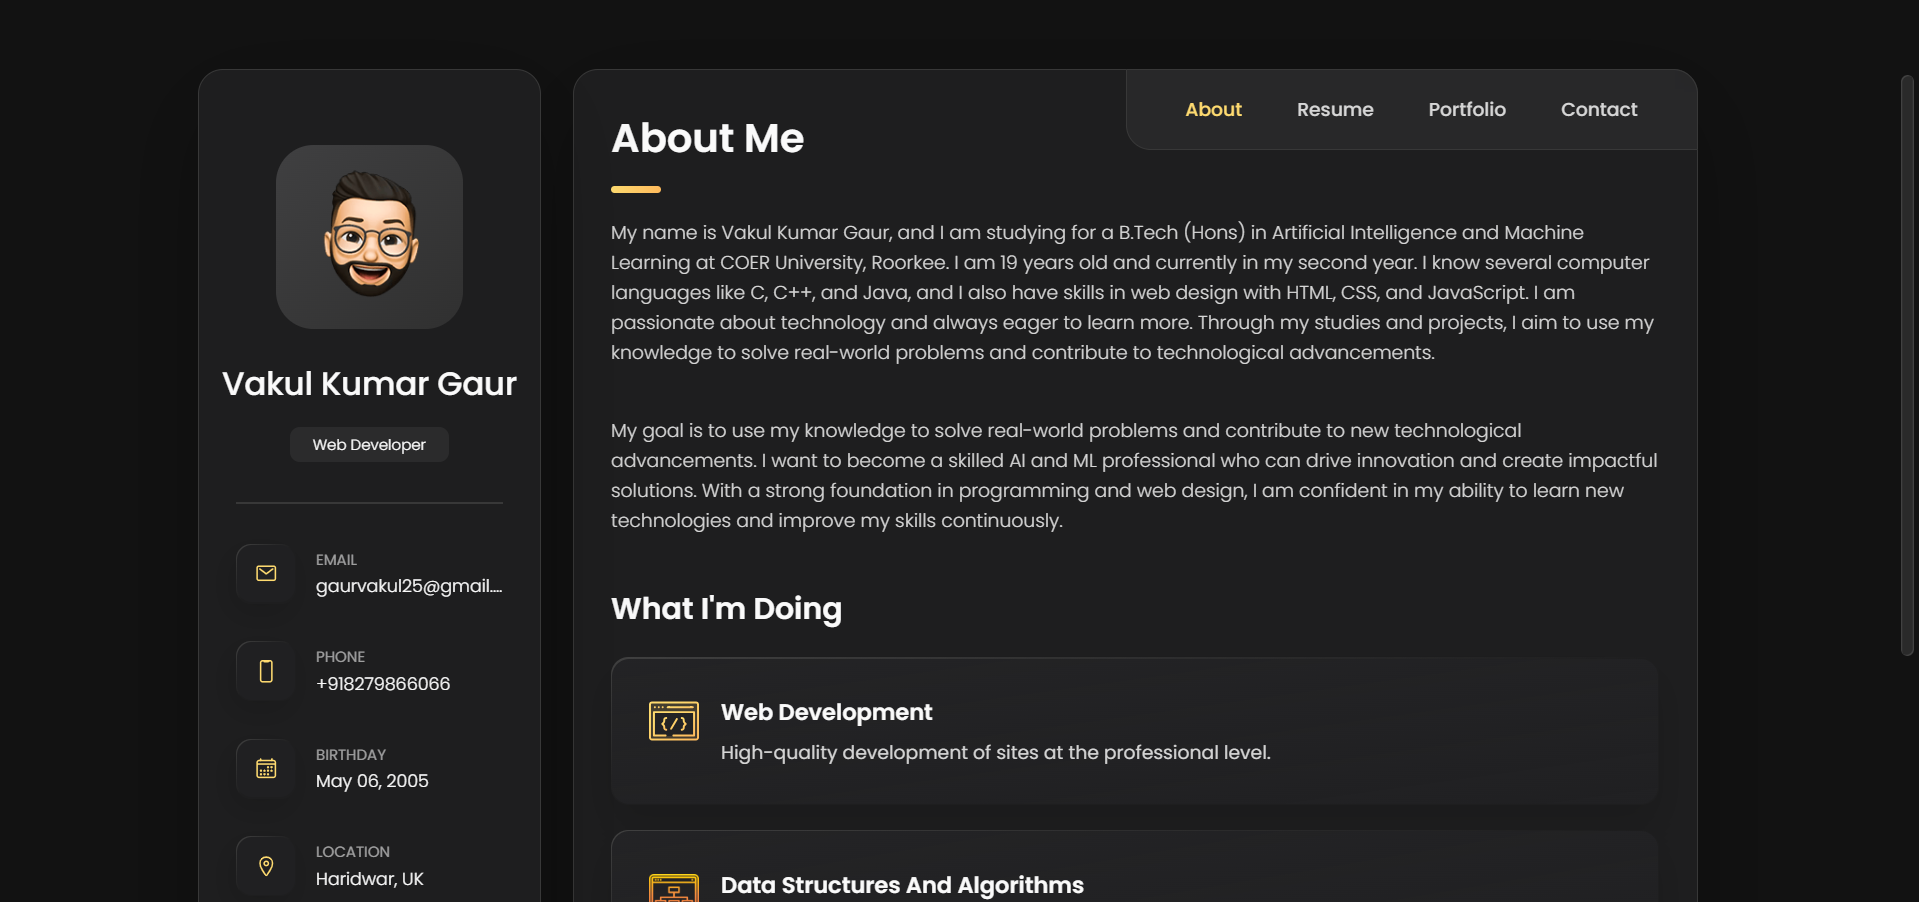 Vakul Kumar Gaur
Web Developer
EMAIL
gaurvakul25@gmail....
PHONE
+918279866066
BIRTHDAY
May 06, 2005
LOCATION
Haridwar, UK
About
Resume
Portfolio
Contact
About Me
My name is Vakul Kumar Gaur, and I am studying for a B.Tech (Hons) in Artificial Intelligence and Machine
Learning at COER University, Roorkee. I am 19 years old and currently in my second year. I know several computer
languages like C, C++, and Java, and I also have skills in web design with HTML, CSS, and JavaScript. I am
passionate about technology and always eager to learn more. Through my studies and projects, I aim to use my
knowledge to solve real-world problems and contribute to technological advancements.
My goal is to use my knowledge to solve real-world problems and contribute to new technological
advancements. I want to become a skilled AI and ML professional who can drive innovation and create impactful
solutions. With a strong foundation in programming and web design, I am confident in my ability to learn new
technologies and improve my skills continuously.
What I'm Doing
Web Development
High-quality development of sites at the professional level.
Data Structures And Algorithms